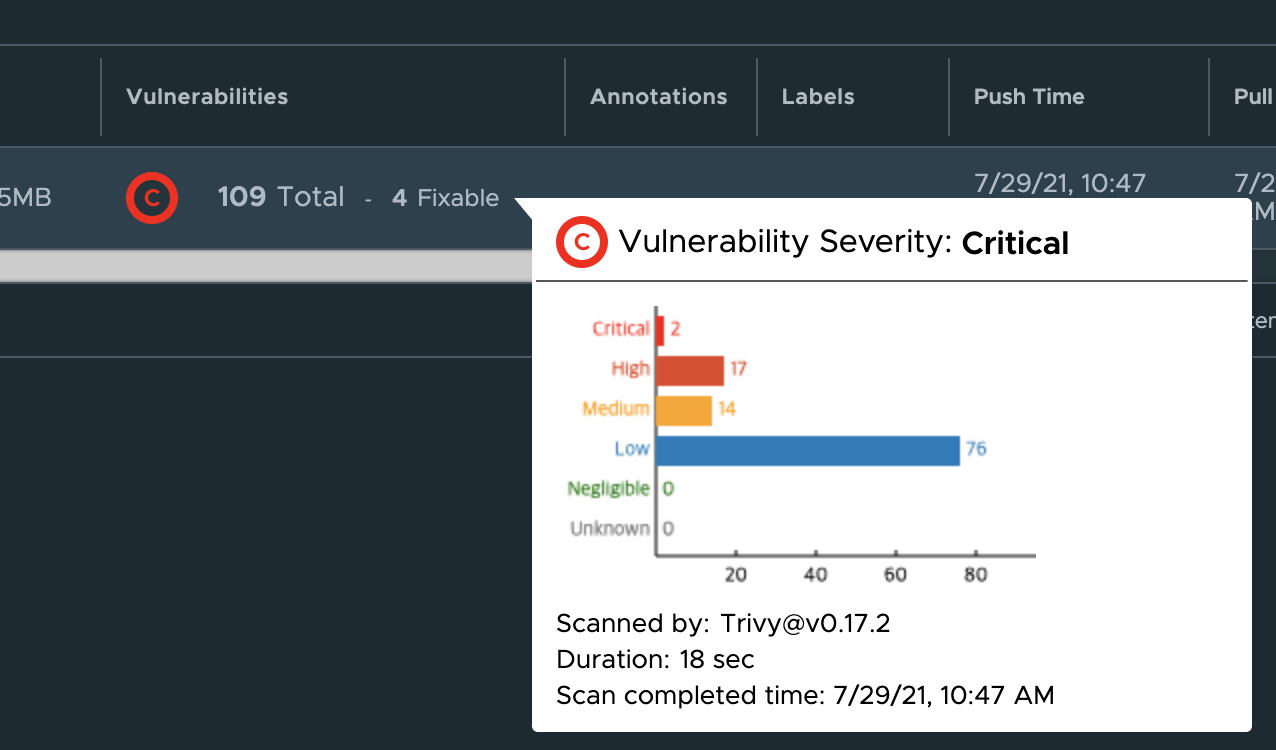 Vulnerabilities Annotations Labels Push Time Pull
5MB C 109 Total - 4 Fixable 7/29/21, 10:47 7/2
C Vulnerability Severity: Critical
Critical 2
High 17
Medium 14
Low 76
Negligible 0
Unknown 0
20 40 60 80
Scanned by: Trivy@v0.17.2
Duration: 18 sec
Scan completed time: 7/29/21, 10:47 AM